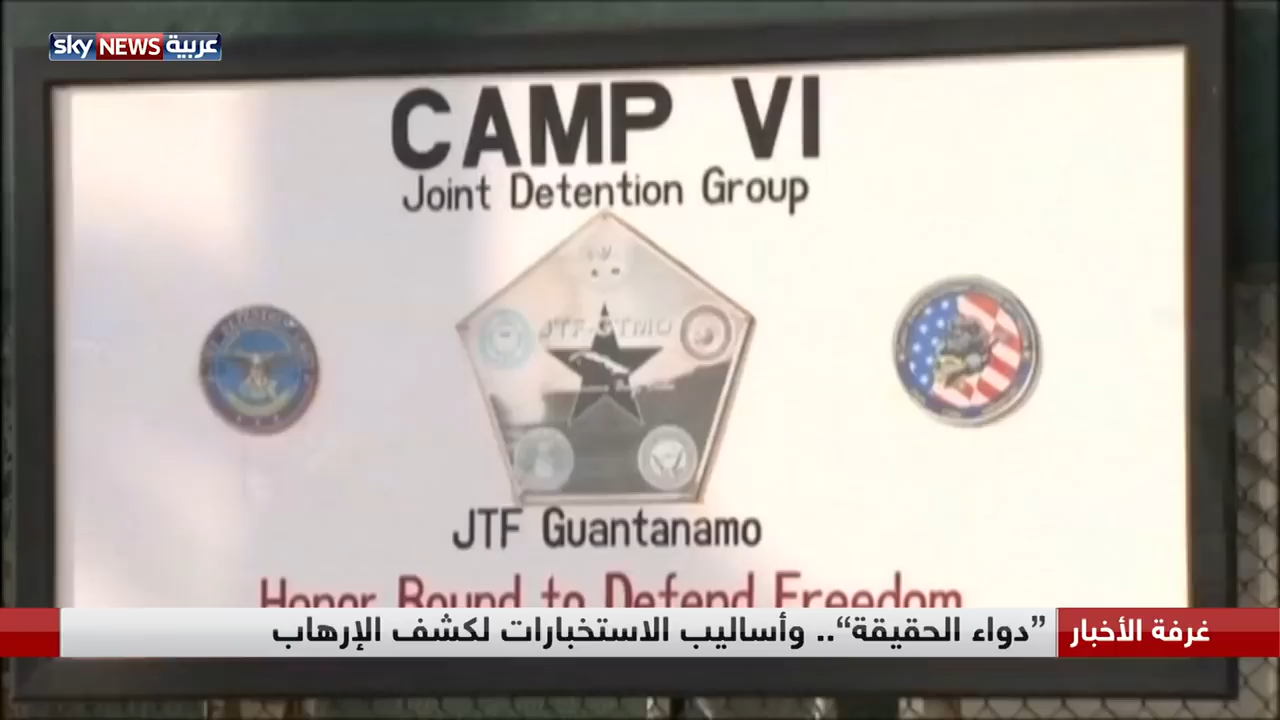 sky NEWS عربية
CAMP VI
Joint Detention Group
JTF-GTMO
JTF Guantanamo
Honor Bound to Defend Freedom
غرفة الأخبار
”دواء الحقيقة“.. وأساليب الاستخبارات لكشف الإرهاب